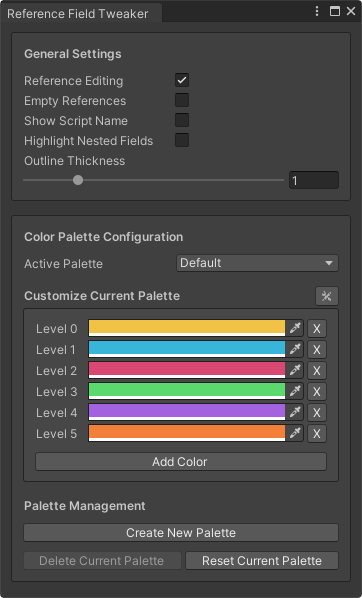 Reference Field Tweaker
General Settings
Reference Editing
Empty References
Show Script Name
Highlight Nested Fields
Outline Thickness
1
Color Palette Configuration
Active Palette Default
Customize Current Palette
Level 0 X
Level 1 X
Level 2 X
Level 3 X
Level 4 X
Level 5 X
Add Color
Palette Management
Create New Palette
Delete Current Palette Reset Current Palette